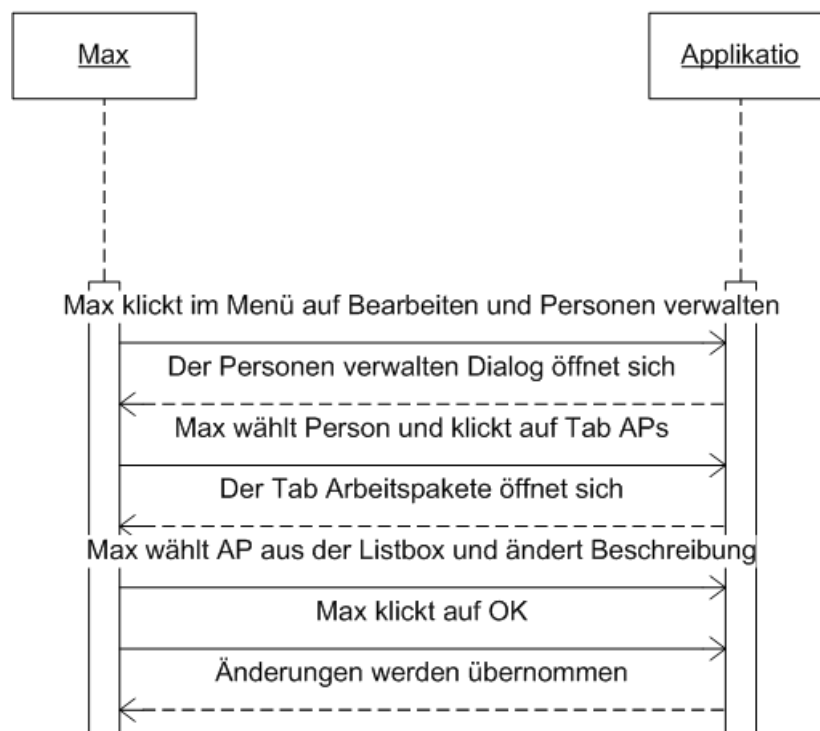 Max
Applikatio
Max klickt im Menü auf Bearbeiten und Personen verwalten
Der Personen verwalten Dialog öffnet sich
Max wählt Person und klickt auf Tab APs
Der Tab Arbeitspakete öffnet sich
Max wählt AP aus der Listbox und ändert Beschreibung
Max klickt auf OK
Änderungen werden übernommen